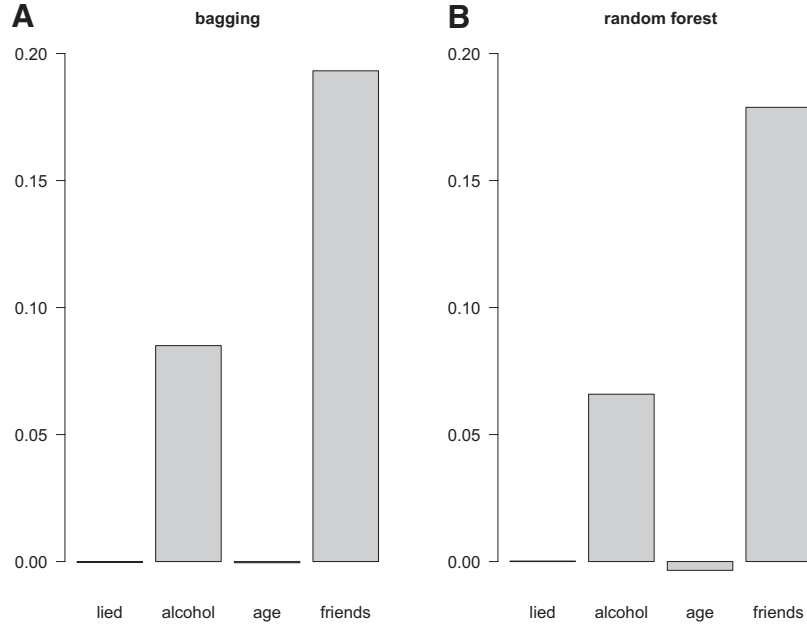 A
bagging
0.20
0.15
0.10
0.05
0.00
lied alcohol age friends
B
random forest
0.20
0.15
0.10
0.05
0.00
lied alcohol age friends